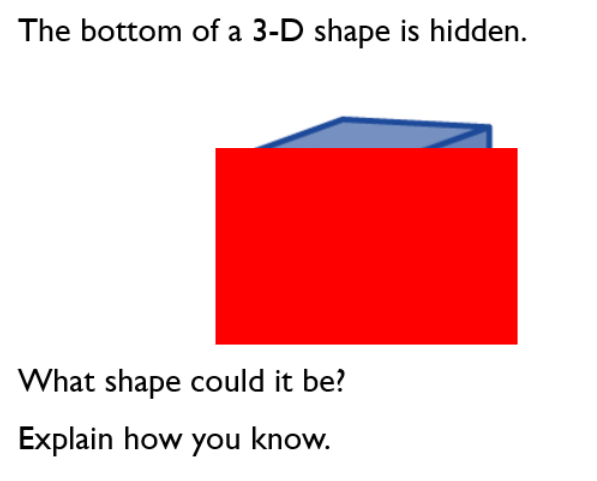 The bottom of a 3-D shape is hidden.
What shape could it be?
Explain how you know.